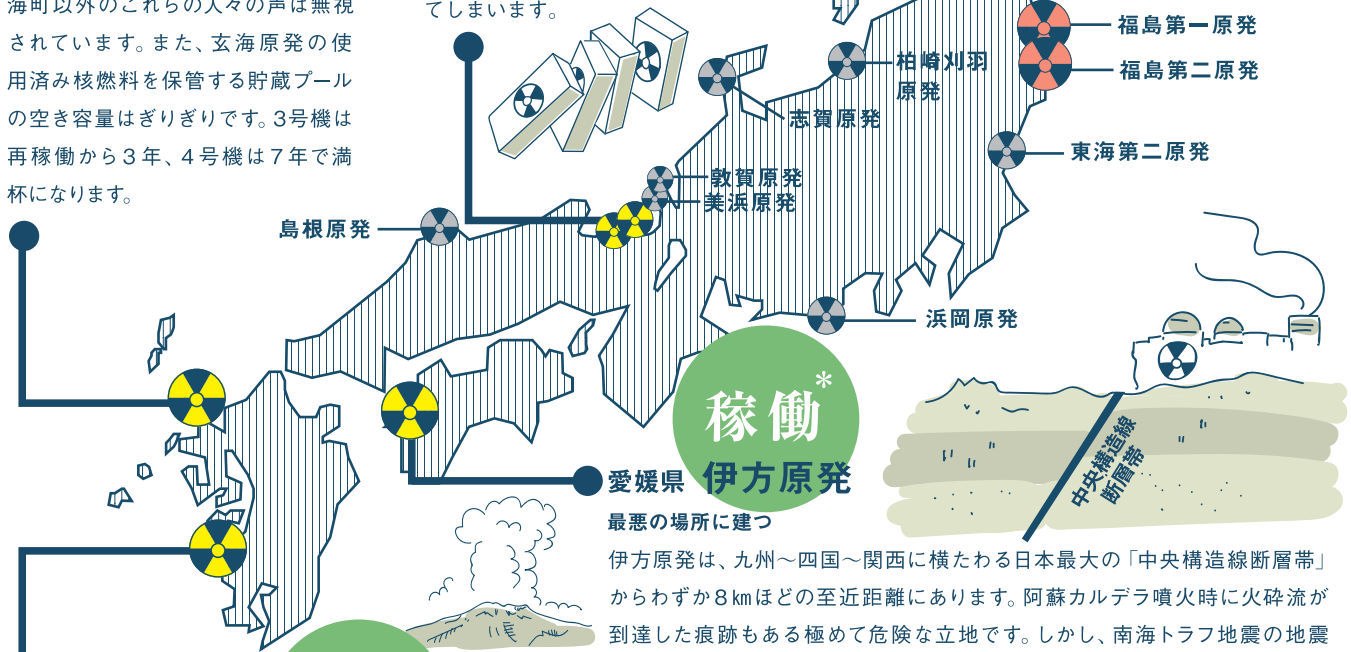 海町以外のこれらの人々の声は無視
されています。また、玄海原発の使
用済み核燃料を保管する貯蔵プール
の空き容量はぎりぎりです。3号機は
再稼働から3年、4号機は7年で満
杯になります。
てしまいます。
福島第一原発
福島第二原発
柏崎刈羽
原発
志賀原発
東海第二原発
敦賀原発
美浜原発
島根原発
浜岡原発
稼働*
愛媛県 伊方原発
最悪の場所に建つ
伊方原発は、九州〜四国〜関西に横たわる日本最大の「中央構造線断層帯」
からわずか8kmほどの至近距離にあります。阿蘇カルデラ噴火時に火砕流が
到達した痕跡もある極めて危険な立地です。しかし、南海トラフ地震の地震
中央構造線
断層帯